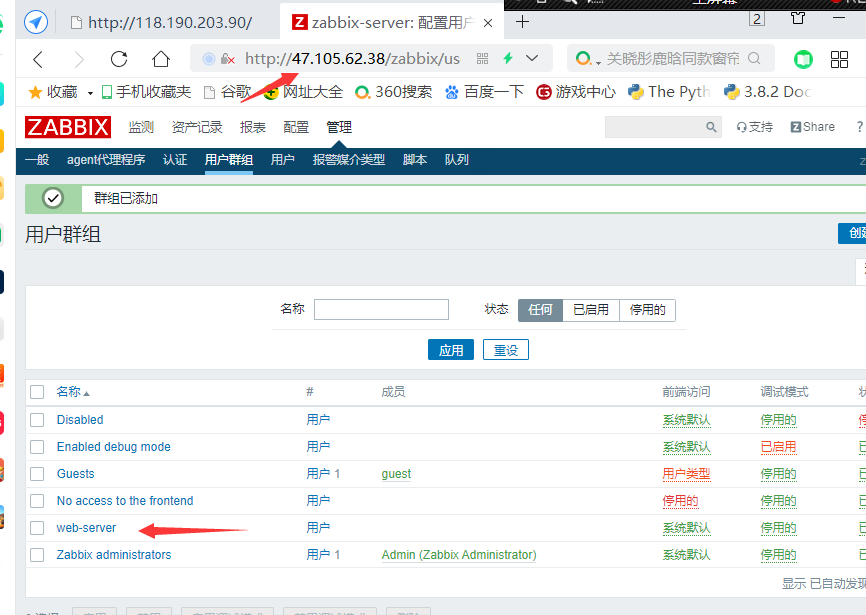 http://118.190.203.90/
zabbix-server: 配置用户
2
http://47.105.62.38/zabbix/us
关晓彤鹿晗同款窗帘
收藏 手机收藏夹 谷歌 网址大全 360搜索 百度一下 游戏中心 The Pyth 3.8.2 Doc
ZABBIX 监测 资产记录 报表 配置 管理 支持 Share ?
一般 agent代理程序 认证 用户群组 用户 报警媒介类型 脚本 队列
群组已添加
用户群组
名称 状态 任何 已启用 停用的
应用 重设
名称 # 成员 前端访问 调试模式
Disabled 用户 系统默认 停用的
Enabled debug mode 用户 系统默认 已启用
Guests 用户 1 guest 用户类型 停用的
No access to the frontend 用户 停用的 停用的
web-server 用户 系统默认 停用的
Zabbix administrators 用户 1 Admin (Zabbix Administrator) 系统默认 停用的
显示 已自动发现